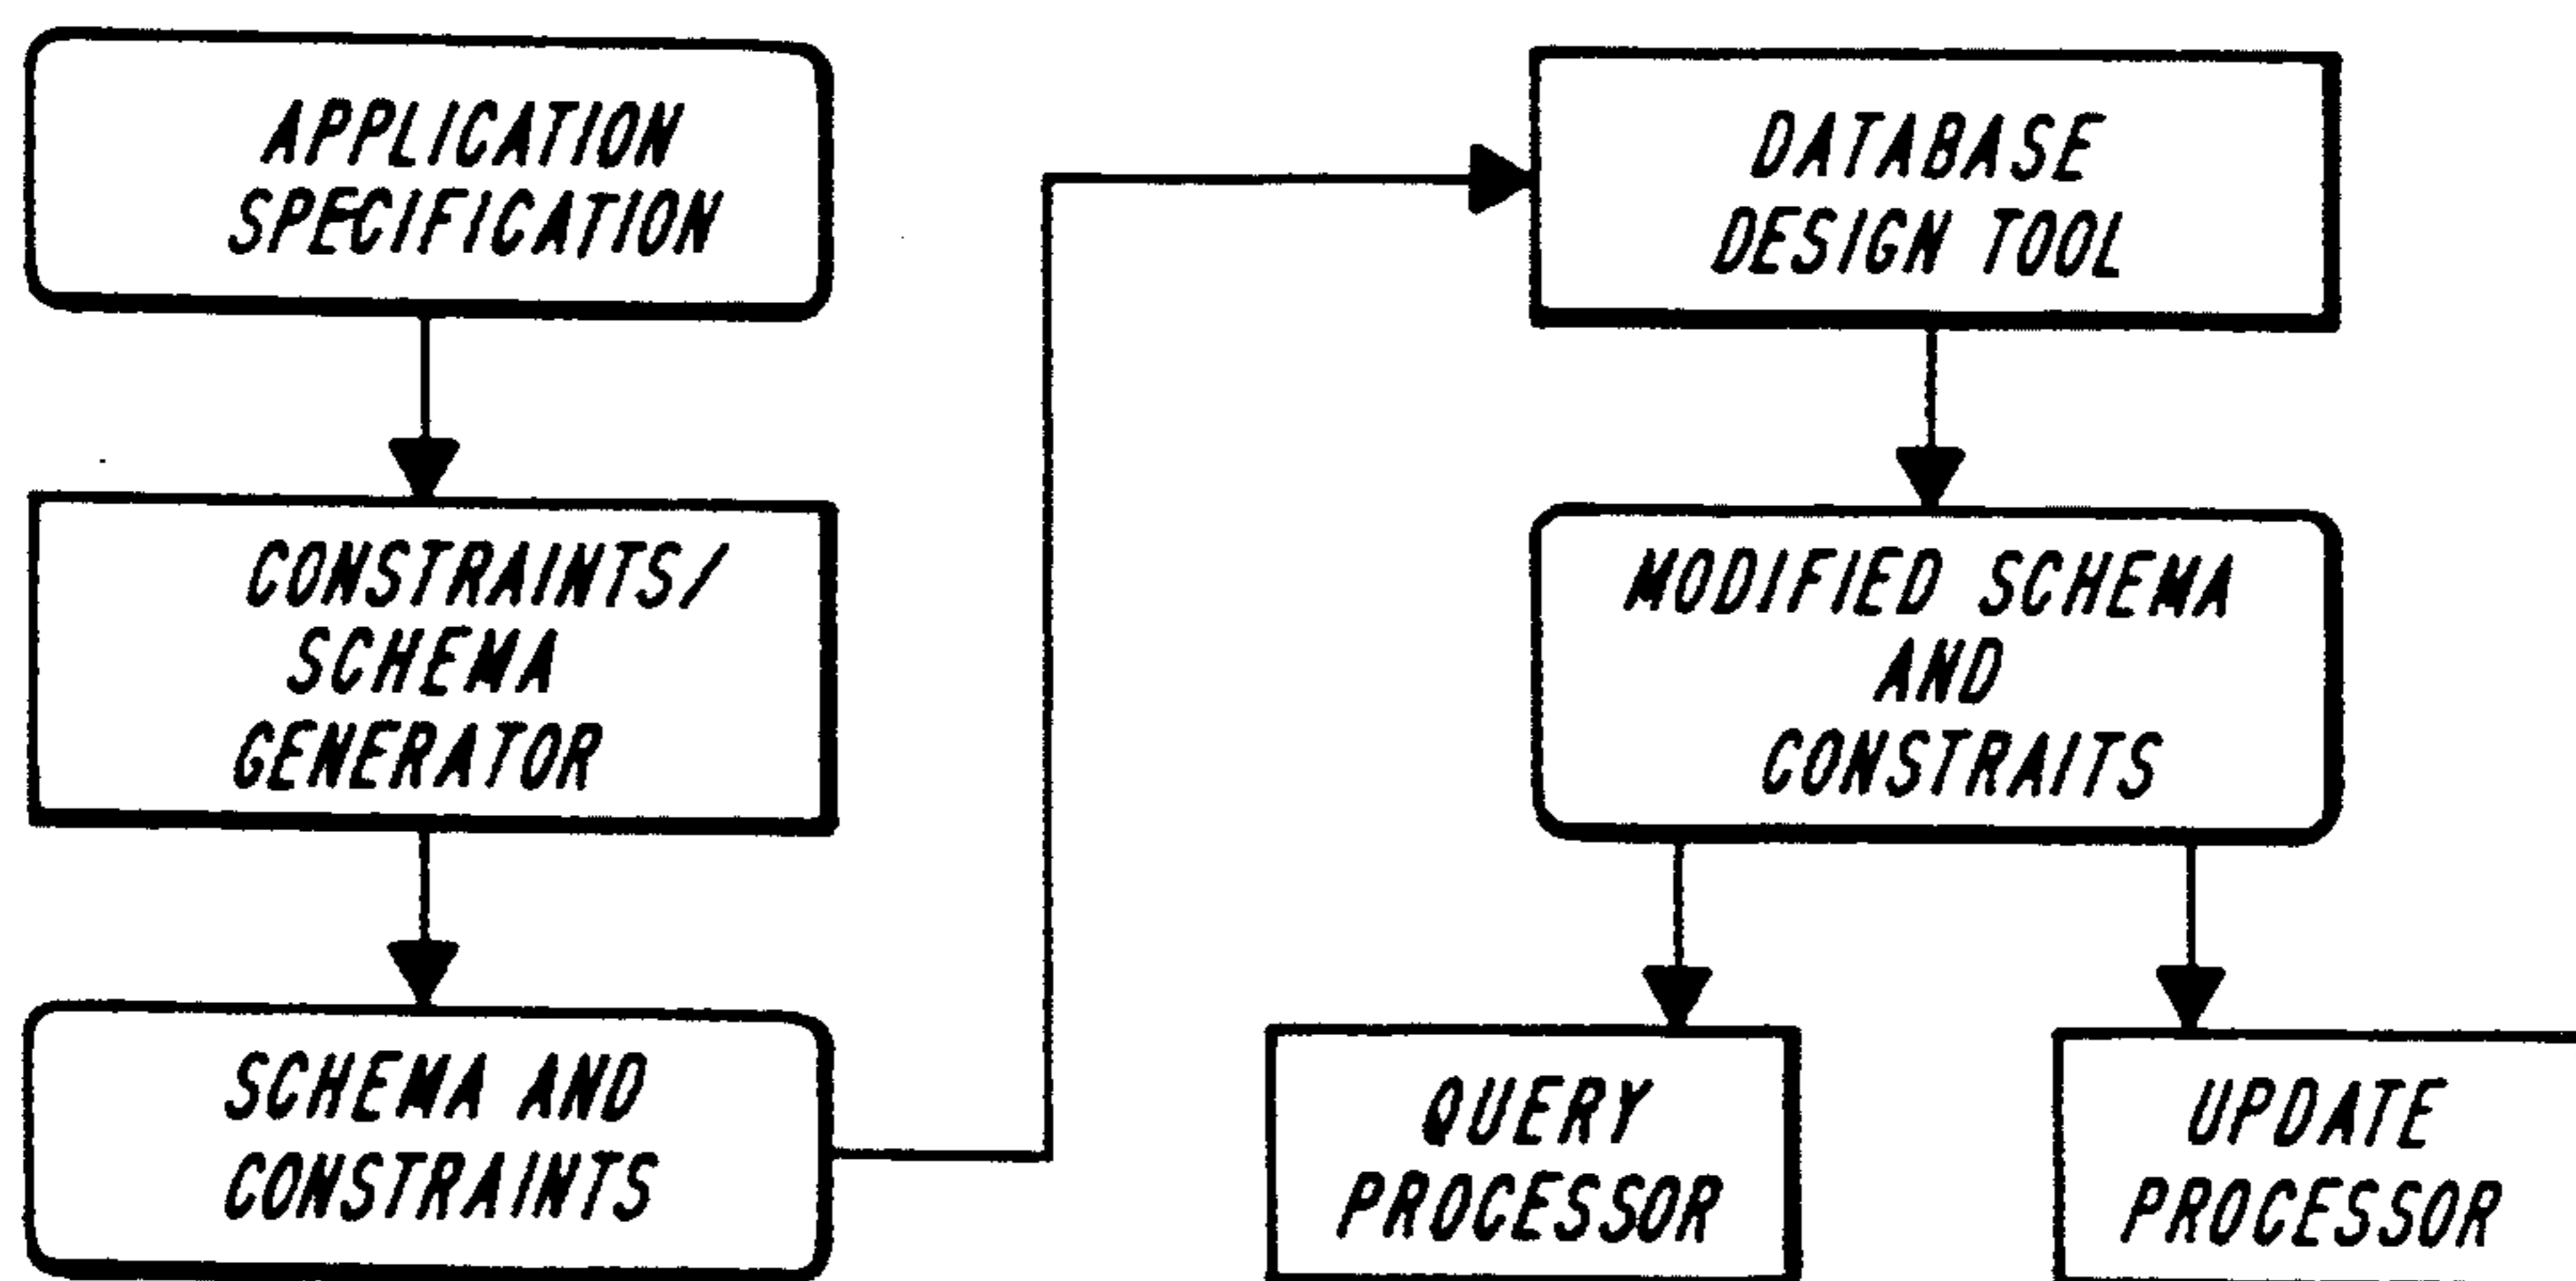 APPLICATION
SPECIFICATION
CONSTRAINTS/
SCHEMA
GENERATOR
SCHEMA AND
CONSTRAINTS
DATABASE
DESIGN TOOL
MODIFIED SCHEMA
AND
CONSTRAITS
QUERY
PROCESSOR
UPDATE
PROCESSOR